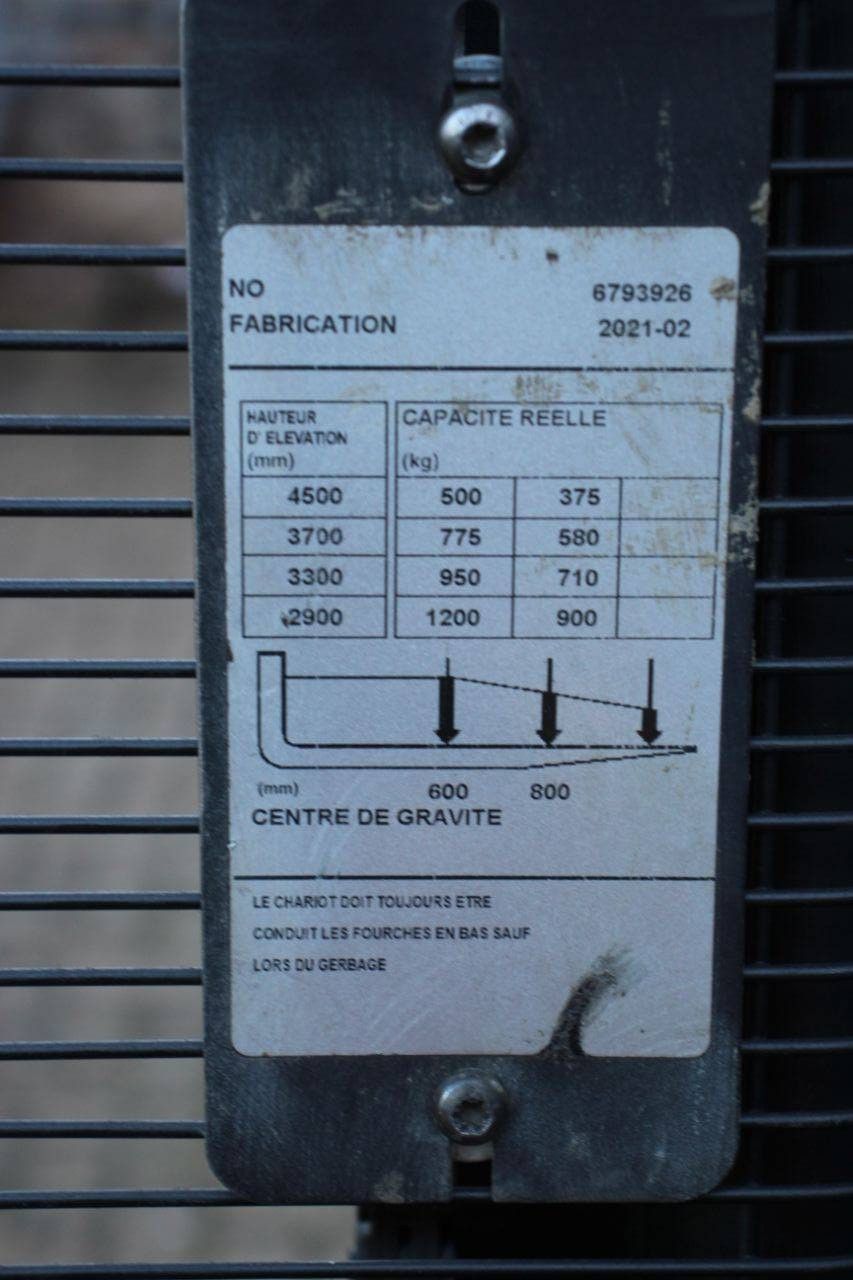 NO 6793926
FABRICATION 2021-02
HAUTEUR D' ELEVATION (mm) CAPACITE REELLE (kg)
4500 500 375
3700 775 580
3300 950 710
2900 1200 900
(mm) 600 800
CENTRE DE GRAVITE
LE CHARIOT DOIT TOUJOURS ETRE
CONDUIT LES FOURCHES EN BAS SAUF
LORS DU GERBAGE